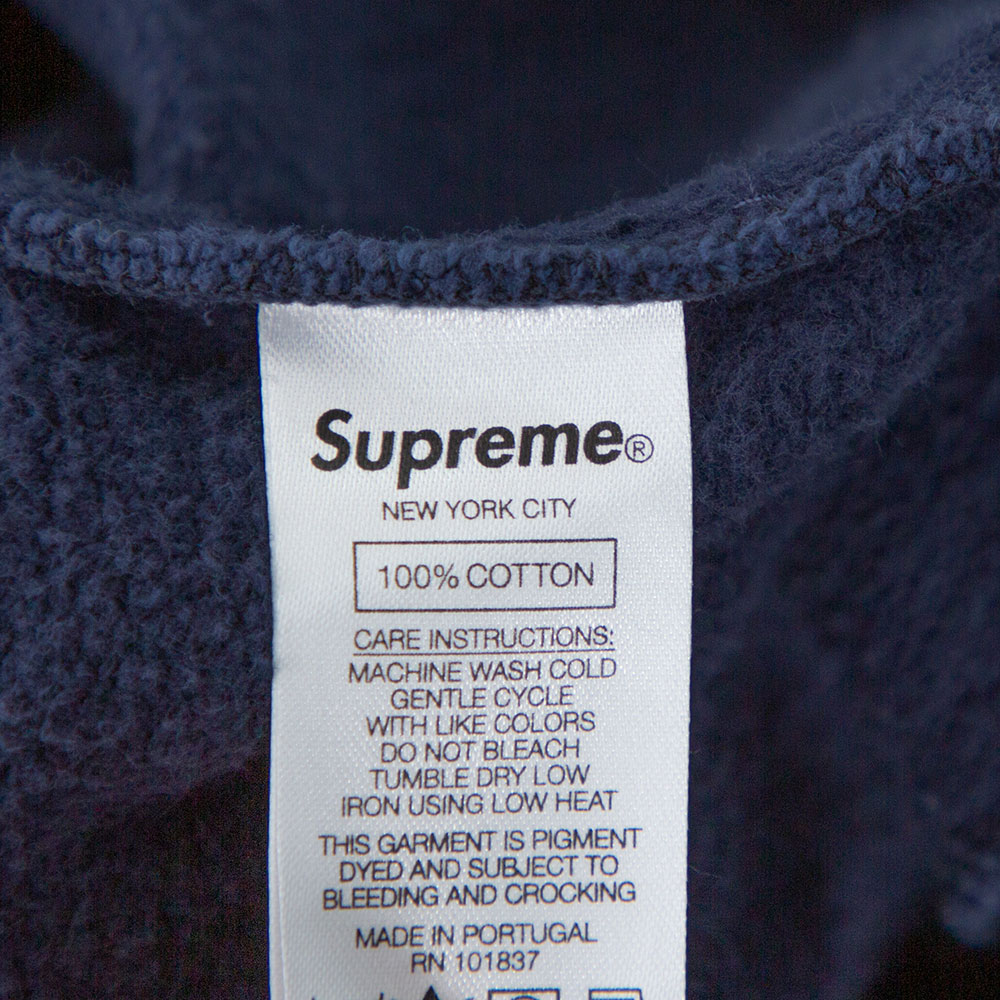 Supreme®
NEW YORK CITY
100% COTTON
CARE INSTRUCTIONS:
MACHINE WASH COLD
GENTLE CYCLE
WITH LIKE COLORS
DO NOT BLEACH
TUMBLE DRY LOW
IRON USING LOW HEAT
THIS GARMENT IS PIGMENT
DYED AND SUBJECT TO
BLEEDING AND CROCKING
MADE IN PORTUGAL
RN 101837